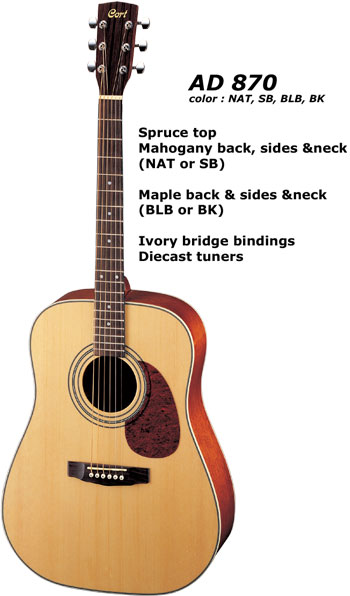 Cort
AD 870
color : NAT, SB, BLB, BK
Spruce top
Mahogany back, sides &neck
(NAT or SB)
Maple back & sides &neck
(BLB or BK)
Ivory bridge bindings
Diecast tuners